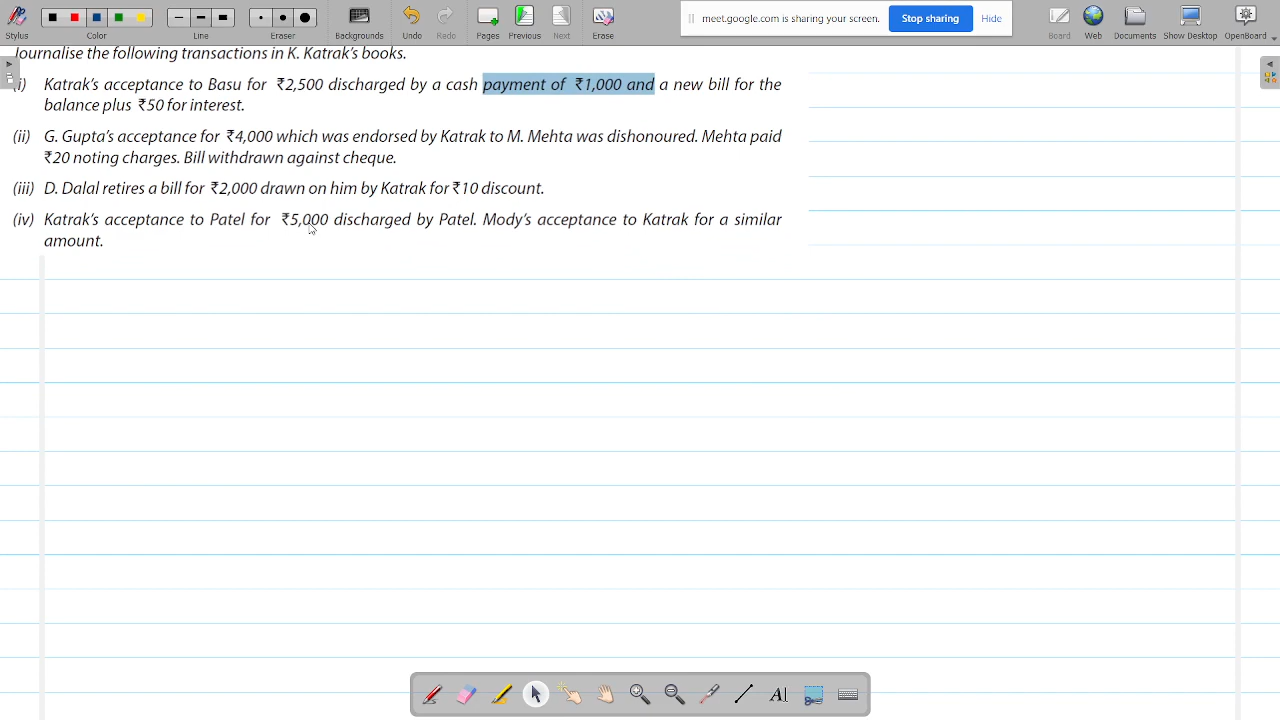 Stylus
Color
Line
Eraser
Backgrounds
Undo
Redo
Pages
Previous
Next
Erase
meet.google.com is sharing your screen.
Stop sharing
Hide
Board
Web
Documents
Show Desktop
OpenBoard
Journalise the following transactions in K. Katrak's books.
(i) Katrak's acceptance to Basu for ₹2,500 discharged by a cash payment of ₹1,000 and a new bill for the
balance plus ₹50 for interest.
(ii) G. Gupta's acceptance for ₹4,000 which was endorsed by Katrak to M. Mehta was dishonoured. Mehta paid
₹20 noting charges. Bill withdrawn against cheque.
(iii) D. Dalal retires a bill for ₹2,000 drawn on him by Katrak for ₹10 discount.
(iv) Katrak's acceptance to Patel for ₹5,000 discharged by Patel. Mody's acceptance to Katrak for a similar
amount.